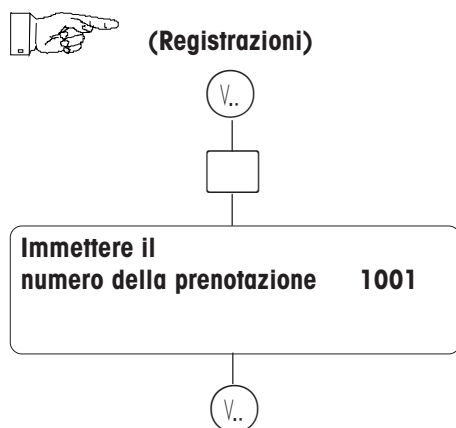 (Registrazioni)
V..
Immettere il
numero della prenotazione 1001
V..